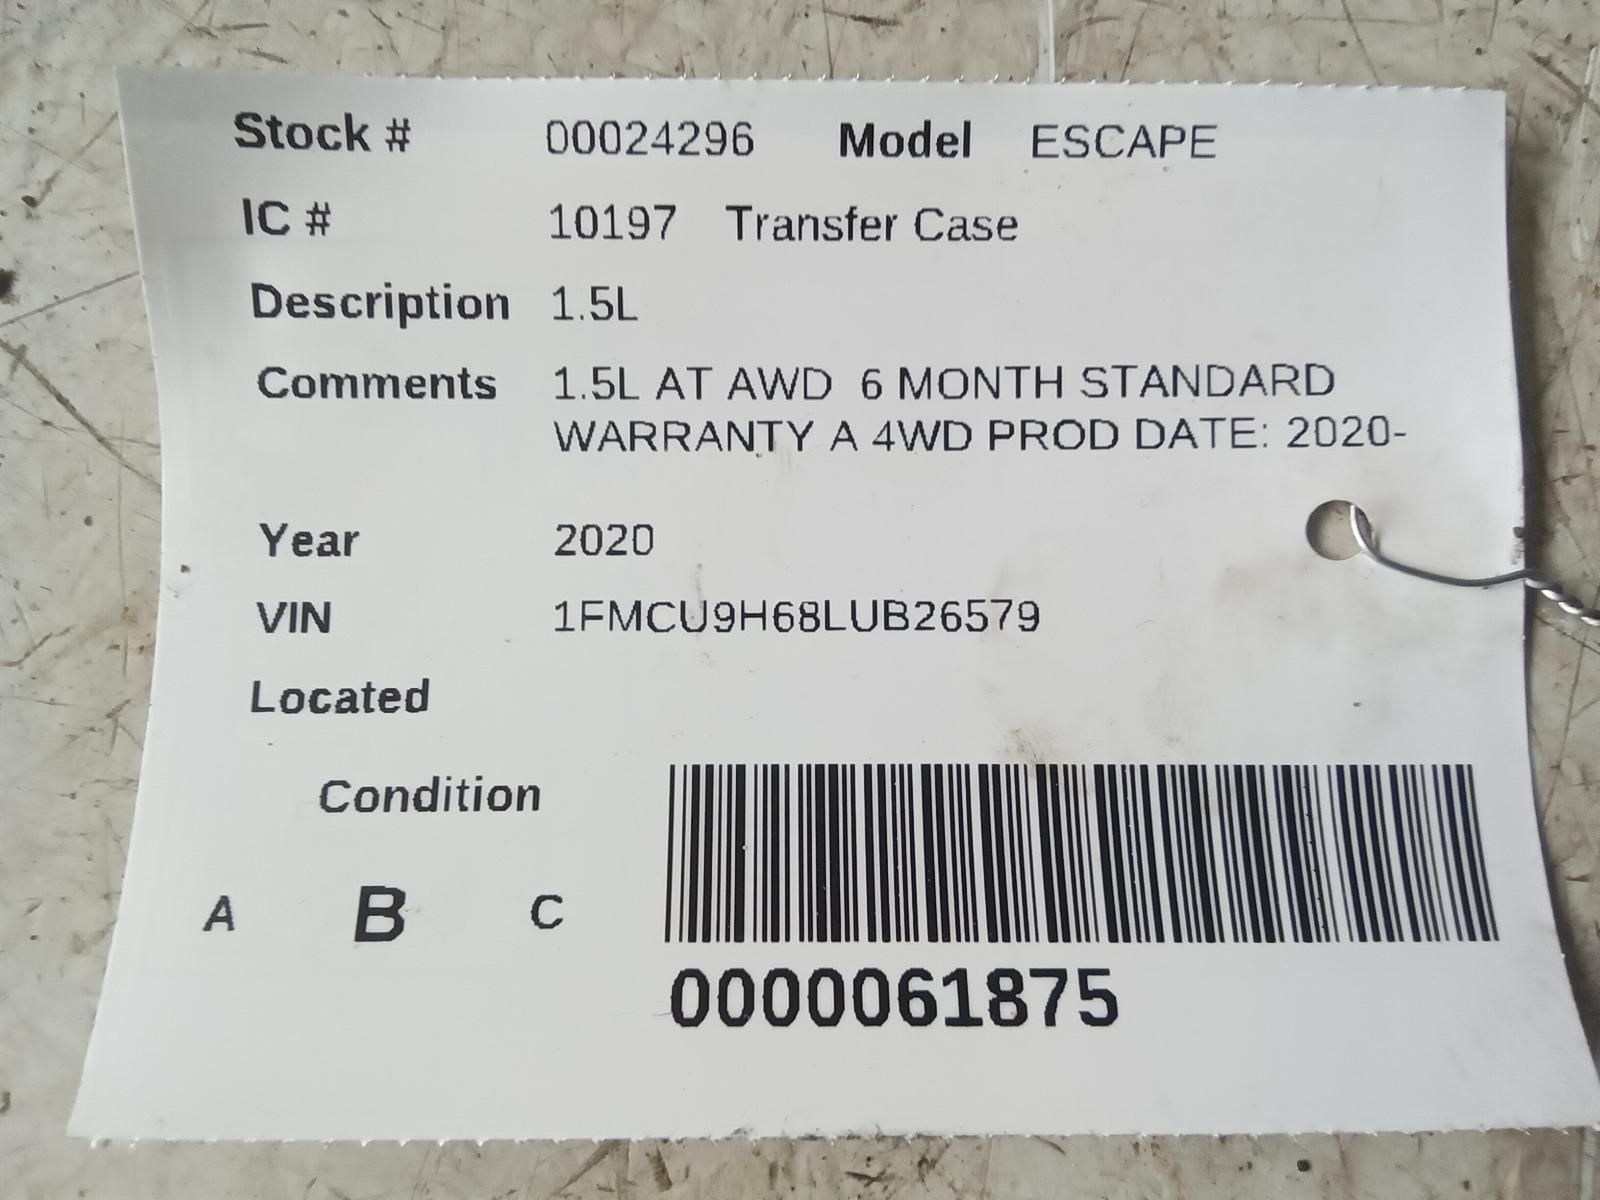 Stock # 00024296 Model ESCAPE
IC # 10197 Transfer Case
Description 1.5L
Comments 1.5L AT AWD 6 MONTH STANDARD
WARRANTY A 4WD PROD DATE: 2020-
Year 2020
VIN 1FMCU9H68LUB26579
Located
Condition
A B C
0000061875